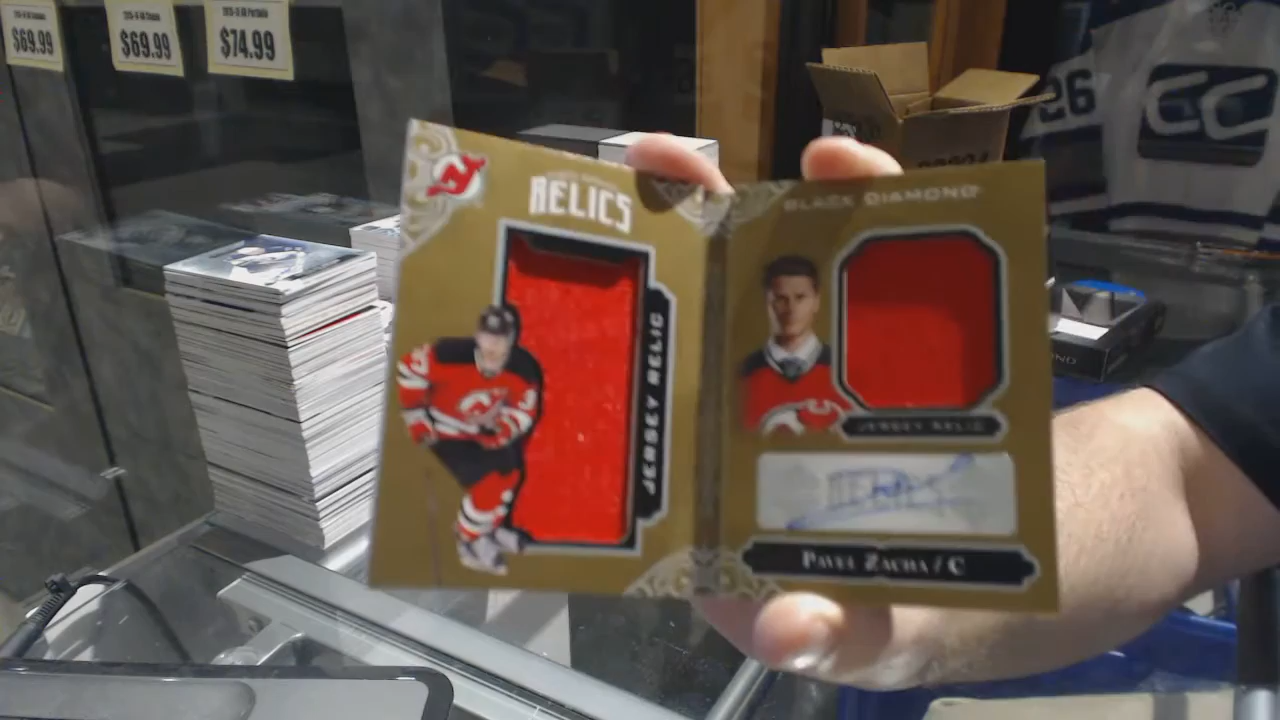 $69.99
$69.99
$74.99
RELICS
BLACK DIAMOND
JERSEY RELIC
JERSEY RELIC
PAVEL ZACHA / C
26